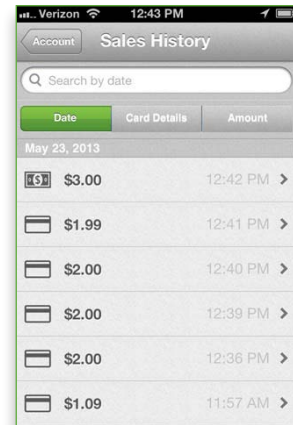 Verizon 12:43 PM
Account Sales History
Search by date
Date Card Details Amount
May 23, 2013
$3.00 12:42 PM
$1.99 12:41 PM
$2.00 12:40 PM
$2.00 12:39 PM
$2.00 12:36 PM
$1.09 11:57 AM